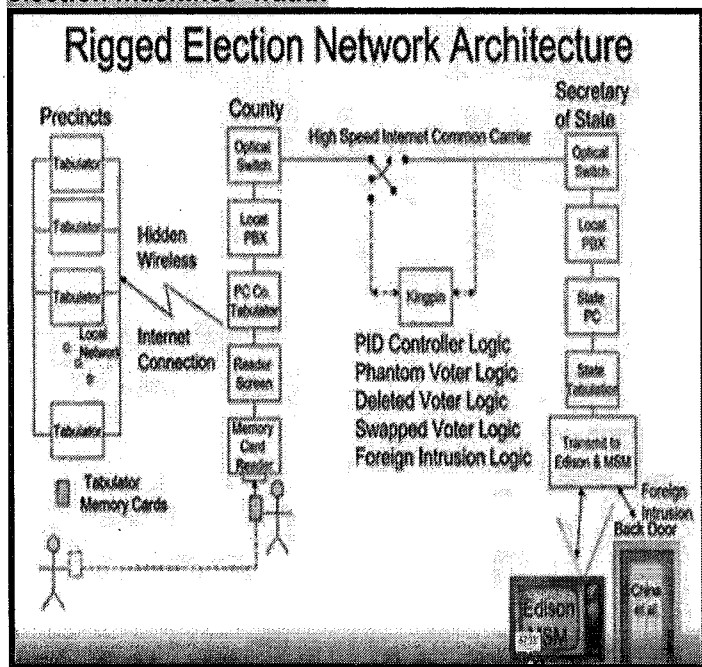 Rigged Election Network Architecture
Precincts
Tabulator
Tabulator
Tabulator
Local
Network
Tabulator
Tabulator
Memory Cards
Hidden
Wireless
Internet
Connection
County
Optical
Switch
Local
PBX
PC Co.
Tabulator
Reader
Screen
Memory
Card
Reader
High Speed Internet Common Carrier
Kingpin
PID Controller Logic
Phantom Voter Logic
Deleted Voter Logic
Swapped Voter Logic
Foreign Intrusion Logic
Secretary
of State
Optical
Switch
Local
PBX
State
PC
State
Tabulation
Transmit to
Edison & MSM
Foreign
Intrusion
Back Door
Edison
MSM
China
et al